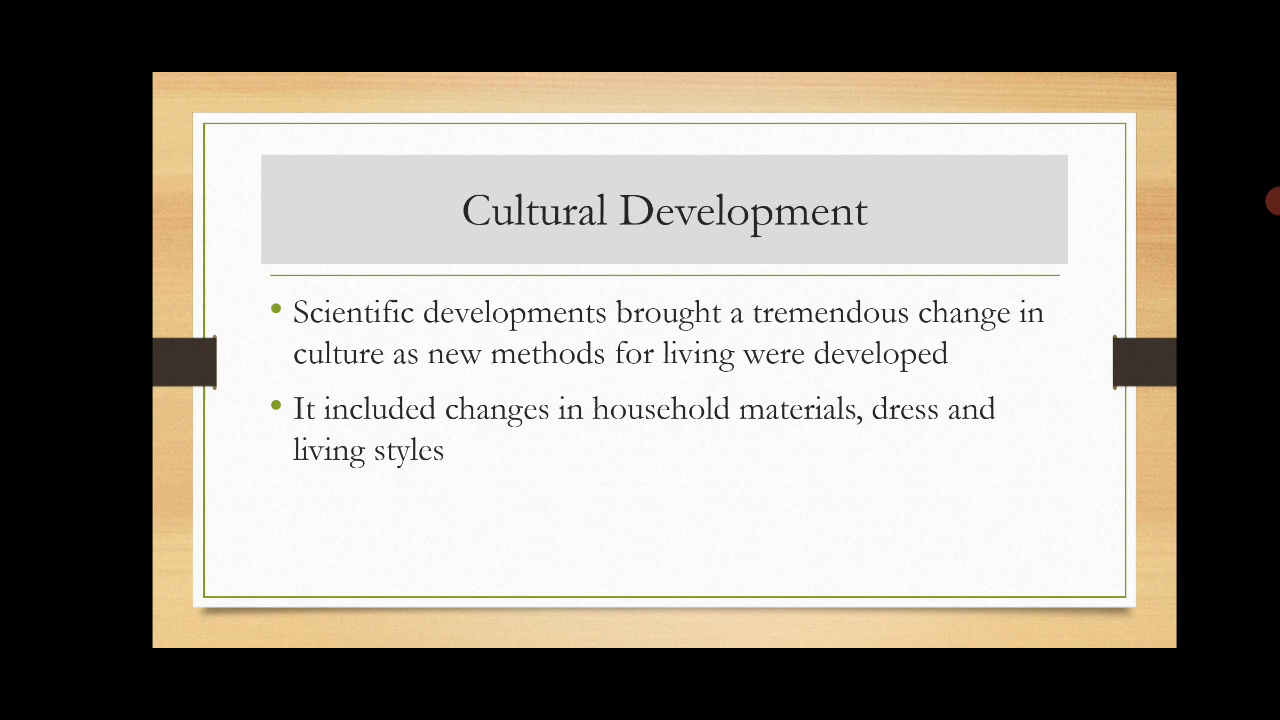 Cultural Development
Scientific developments brought a tremendous change in
culture as new methods for living were developed
It included changes in household materials, dress and
living styles